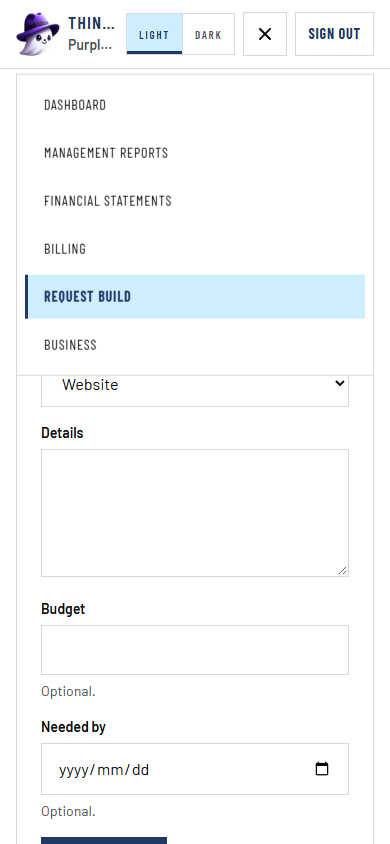 THIN...
Purpl...
LIGHT
DARK
SIGN OUT
DASHBOARD
MANAGEMENT REPORTS
FINANCIAL STATEMENTS
BILLING
REQUEST BUILD
BUSINESS
Website
Details
Budget
Optional.
Needed by
yyyy/mm/dd
Optional.